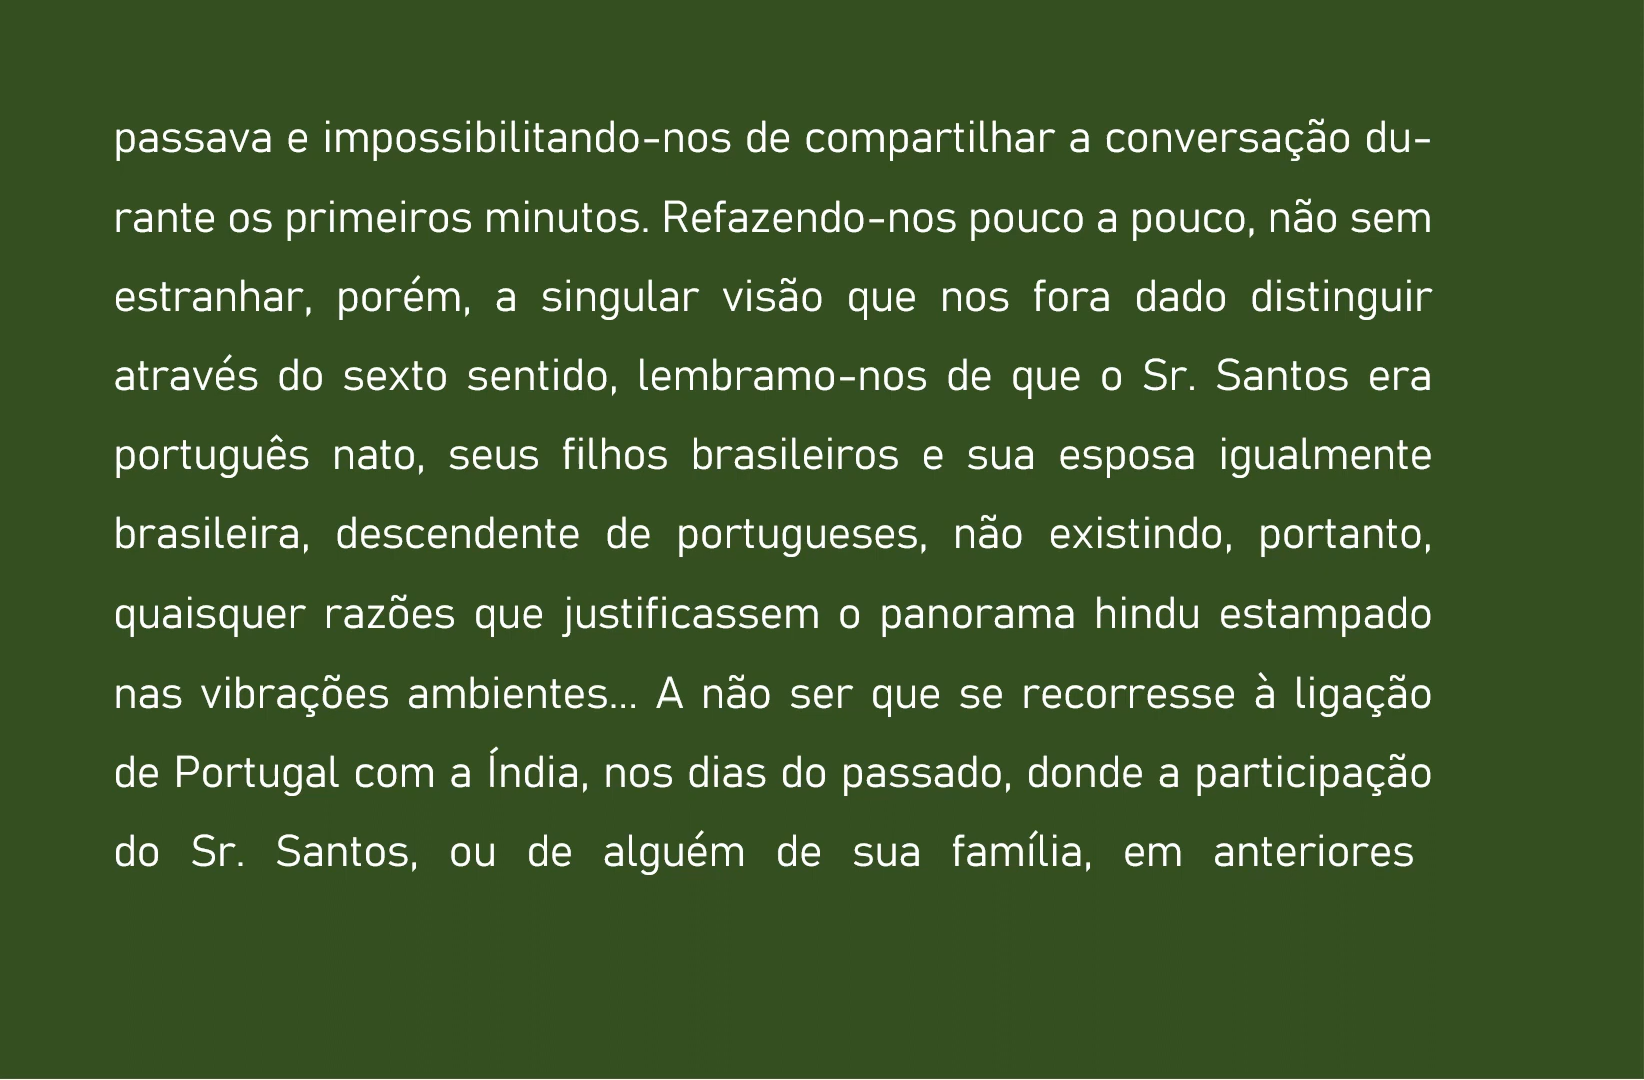 passava e impossibilitando-nos de compartilhar a conversação du-
rante os primeiros minutos. Refazendo-nos pouco a pouco, não sem
estranhar, porém, a singular visão que nos fora dado distinguir
através do sexto sentido, lembramo-nos de que o Sr. Santos era
português nato, seus filhos brasileiros e sua esposa igualmente
brasileira, descendente de portugueses, não existindo, portanto,
quaisquer razões que justificassem o panorama hindu estampado
nas vibrações ambientes... A não ser que se recorresse à ligação
de Portugal com a Índia, nos dias do passado, donde a participação
do Sr. Santos, ou de alguém de sua família, em anteriores